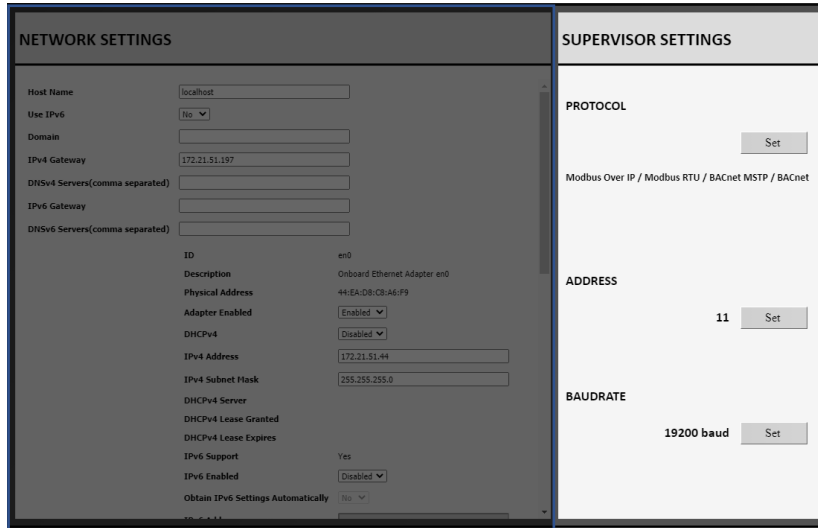 NETWORK SETTINGS
Host Name localhost
Use IPv6 No
Domain
IPv4 Gateway 172.21.51.197
DNSv4 Servers(comma separated)
IPv6 Gateway
DNSv6 Servers(comma separated)
ID en0
Description Onboard Ethernet Adapter en0
Physical Address 44:EA:D8:C8:A6:F9
Adapter Enabled Enabled
DHCPv4 Disabled
IPv4 Address 172.21.51.44
IPv4 Subnet Mask 255.255.255.0
DHCPv4 Server
DHCPv4 Lease Granted
DHCPv4 Lease Expires
IPv6 Support Yes
IPv6 Enabled Disabled
Obtain IPv6 Settings Automatically No
SUPERVISOR SETTINGS
PROTOCOL
Set
Modbus Over IP / Modbus RTU / BACnet MSTP / BACnet
ADDRESS
11 Set
BAUDRATE
19200 baud Set